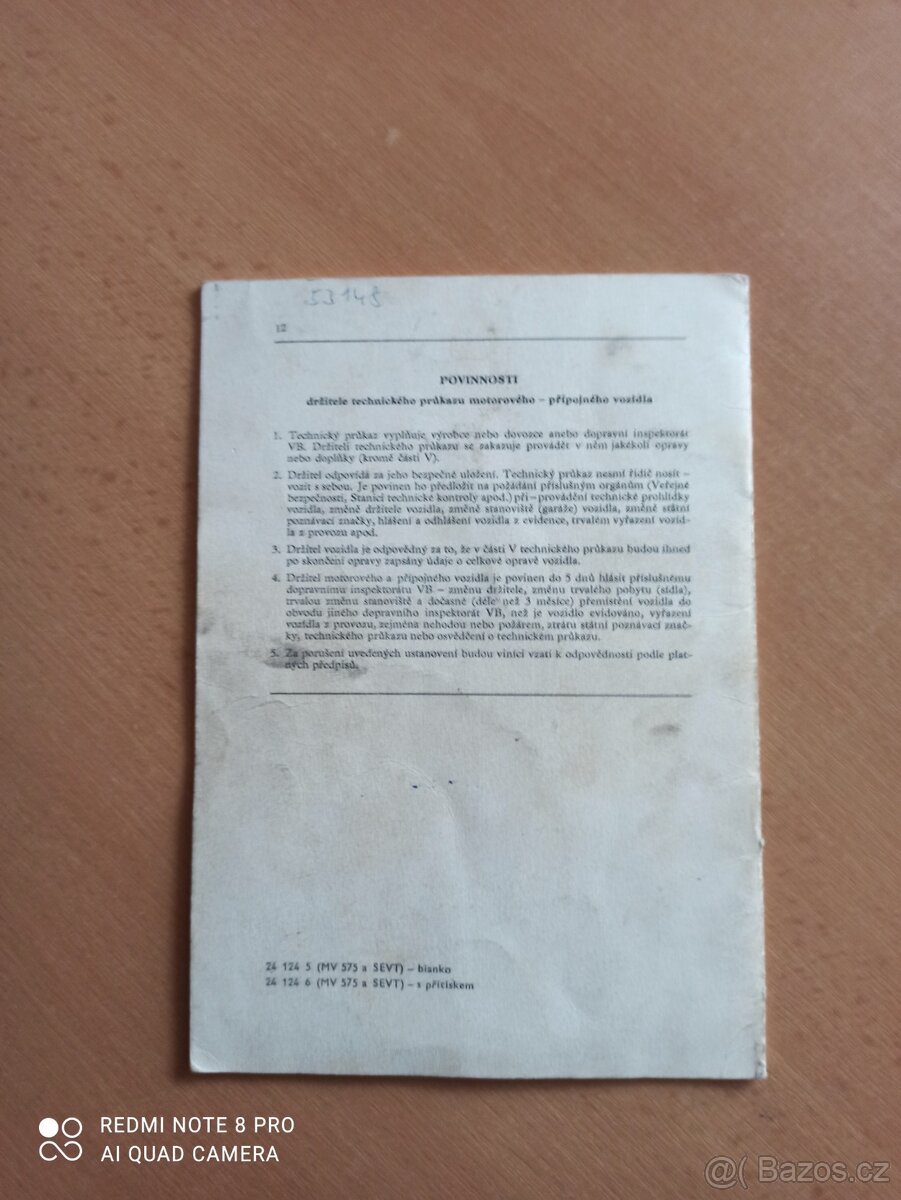 53148
12
POVINNOSTI
držitele technického průkazu motorového – přípojného vozidla
1. Technický průkaz vyplňuje výrobce nebo dovozce anebo dopravní inspektorát
VB. Držiteli technického průkazu se zakazuje provádět v něm jakékoli opravy
nebo doplňky (kromě části V).
2. Držitel odpovídá za jeho bezpečné uložení. Technický průkaz nesmí řidič nosit –
vozit s sebou. Je povinen ho předložit na požádání příslušným orgánům (Veřejné
bezpečnosti, Stanici technické kontroly apod.) při – provádění technické prohlídky
vozidla, změně držitele vozidla, změně stanoviště (garáže) vozidla, změně státní
poznávací značky, hlášení a odhlášení vozidla z evidence, trvalém vyřazení vozid-
la z provozu apod.
3. Držitel vozidla je odpovědný za to, že v části V technického průkazu budou ihned
po skončení opravy zapsány údaje o celkové opravě vozidla.
4. Držitel motorového a přípojného vozidla je povinen do 5 dnů hlásit příslušnému
dopravnímu inspektorátu VB – změnu držitele, změnu trvalého pobytu (sídla),
trvalou změnu stanoviště a dočasné (déle než 3 měsíce) přemístění vozidla do
obvodu jiného dopravního inspektorát VB, než je vozidlo evidováno, vyřazení
vozidla z provozu, zejména nehodou nebo požárem, ztrátu státní poznávací znač-
ky, technického průkazu nebo osvědčení o technickém průkazu.
5. Za porušení uvedených ustanovení budou viníci vzati k odpovědnosti podle plat-
ných předpisů.
24 124 5 (MV 575 a SEVT) – bianko
24 124 6 (MV 575 a SEVT) – s přítiskem
REDMI NOTE 8 PRO
AI QUAD CAMERA
@ Bazos.cz